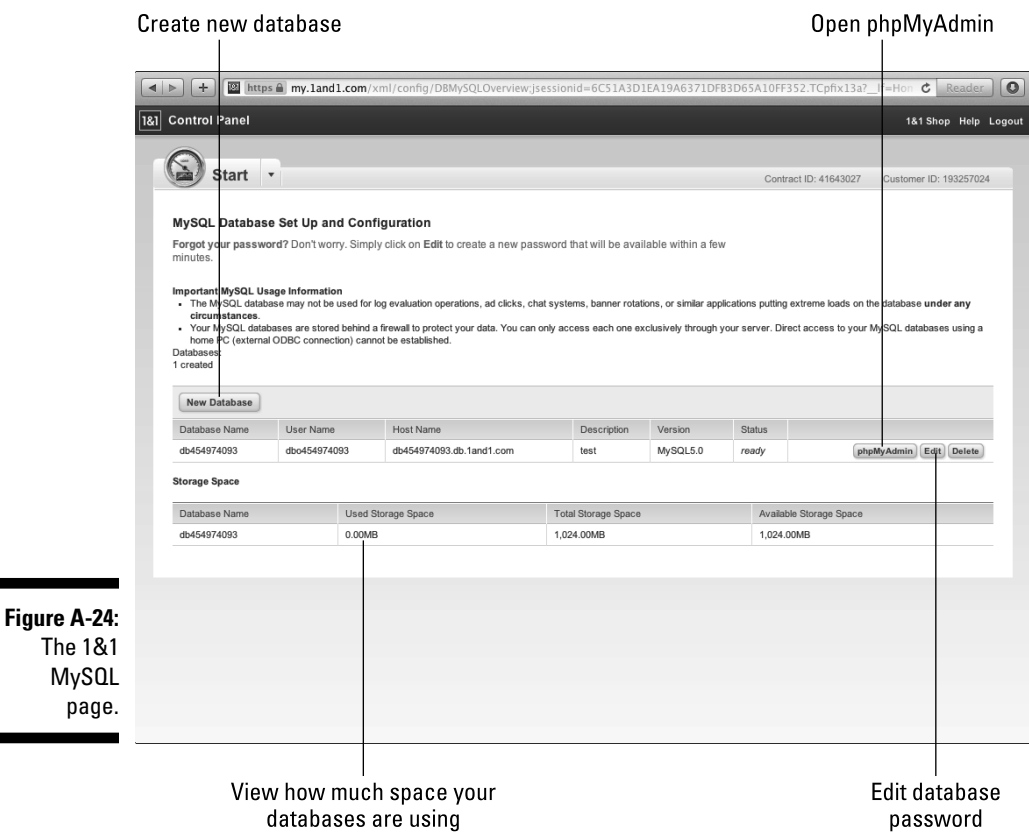 Create new database
Open phpMyAdmin
1&1 https my.1and1.com/xml/config/DBMySQLOverview;jsessionid=6C51A3D1EA19A6371DFB3D65A10FF352.TCpfix13a?__lf=Hom Reader
1&1 Control Panel
1&1 Shop Help Logout
Start
Contract ID: 41643027 Customer ID: 193257024
MySQL Database Set Up and Configuration
Forgot your password? Don't worry. Simply click on Edit to create a new password that will be available within a few
minutes.
Important MySQL Usage Information
• The MySQL database may not be used for log evaluation operations, ad clicks, chat systems, banner rotations, or similar applications putting extreme loads on the database under any
circumstances.
• Your MySQL databases are stored behind a firewall to protect your data. You can only access each one exclusively through your server. Direct access to your MySQL databases using a
home PC (external ODBC connection) cannot be established.
Databases:
1 created
New Database
Database Name User Name Host Name Description Version Status
db454974093 dbo454974093 db454974093.db.1and1.com test MySQL5.0 ready phpMyAdmin Edit Delete
Storage Space
Database Name Used Storage Space Total Storage Space Available Storage Space
db454974093 0.00MB 1,024.00MB 1,024.00MB
Figure A-24:
The 1&1
MySQL
page.
View how much space your
databases are using
Edit database
password